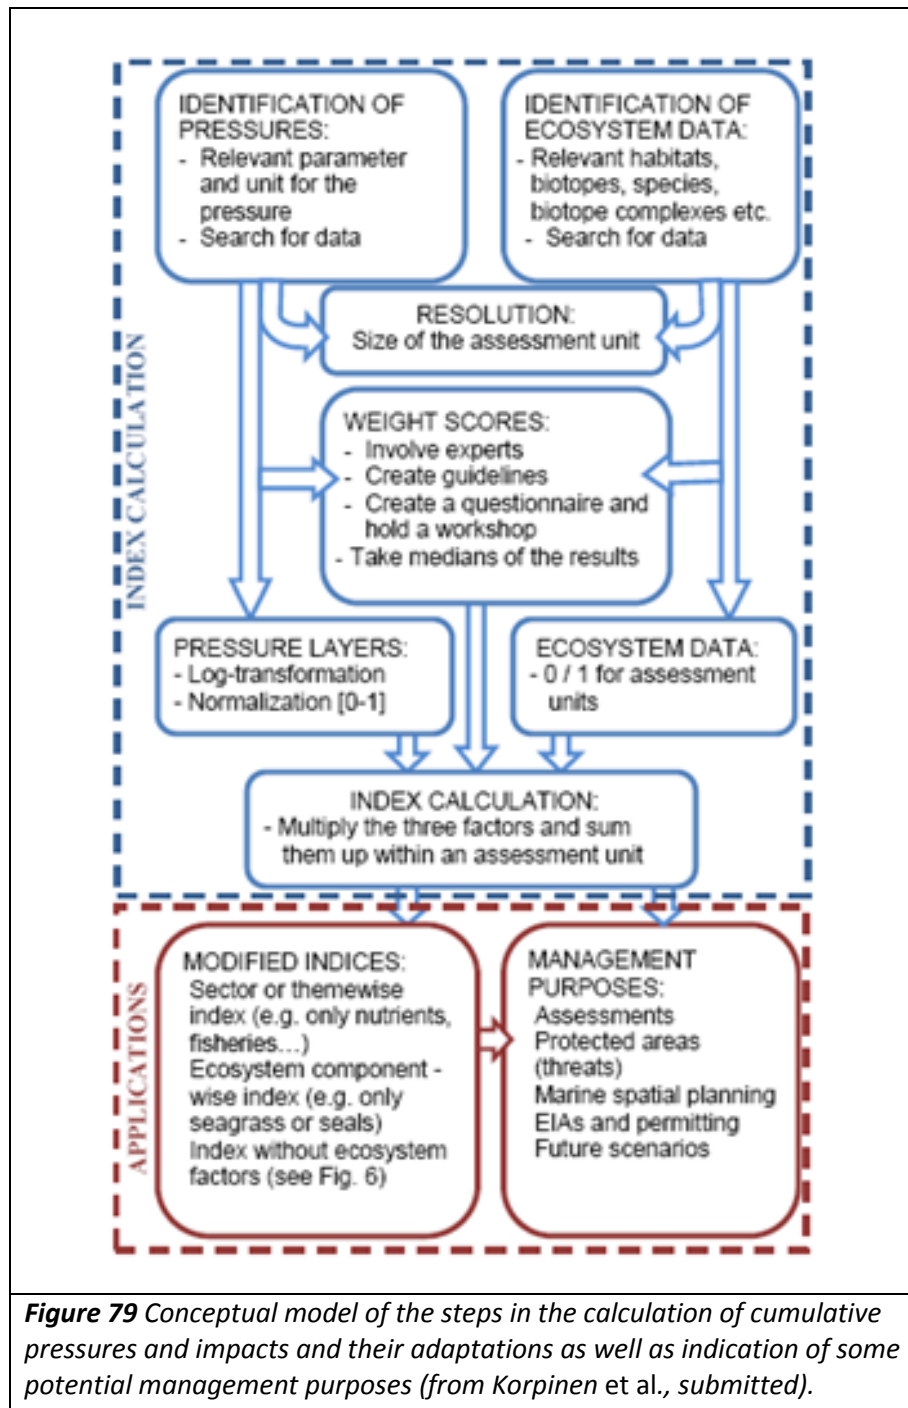 IDENTIFICATION OF
PRESSURES:
- Relevant parameter
and unit for the
pressure
- Search for data
IDENTIFICATION OF
ECOSYSTEM DATA:
- Relevant habitats,
biotopes, species,
biotope complexes etc.
- Search for data
RESOLUTION:
Size of the assessment unit
WEIGHT SCORES:
- Involve experts
- Create guidelines
- Create a questionnaire and
hold a workshop
- Take medians of the results
INDEX CALCULATION
PRESSURE LAYERS:
- Log-transformation
- Normalization [0-1]
ECOSYSTEM DATA:
- 0 / 1 for assessment
units
INDEX CALCULATION:
- Multiply the three factors and sum
them up within an assessment unit
APPLICATIONS
MODIFIED INDICES:
Sector or themewise
index (e.g. only nutrients,
fisheries...)
Ecosystem component -
wise index (e.g. only
seagrass or seals)
Index without ecosystem
factors (see Fig. 6)
MANAGEMENT
PURPOSES:
Assessments
Protected areas
(threats)
Marine spatial planning
EIAs and permitting
Future scenarios
Figure 79 Conceptual model of the steps in the calculation of cumulative
pressures and impacts and their adaptations as well as indication of some
potential management purposes (from Korpinen et al., submitted).